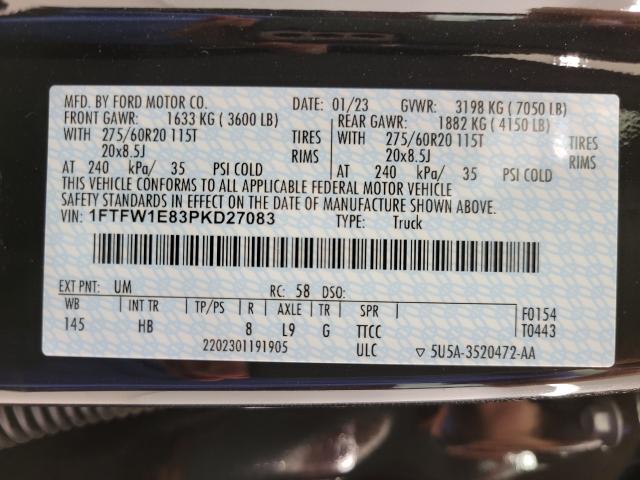 MFD. BY FORD MOTOR CO. DATE: 01/23 GVWR: 3198 KG ( 7050 LB)
FRONT GAWR: 1633 KG ( 3600 LB) REAR GAWR: 1882 KG ( 4150 LB)
WITH 275/60R20 115T TIRES WITH 275/60R20 115T TIRES
20x8.5J RIMS 20x8.5J RIMS
AT 240 kPa/ 35 PSI COLD AT 240 kPa/ 35 PSI COLD
THIS VEHICLE CONFORMS TO ALL APPLICABLE FEDERAL MOTOR VEHICLE
SAFETY STANDARDS IN EFFECT ON THE DATE OF MANUFACTURE SHOWN ABOVE.
VIN: 1FTFW1E83PKD27083 TYPE: Truck
EXT PNT: UM RC: 58 DSO:
WB INT TR TP/PS R AXLE TR SPR F0154
145 HB 8 L9 G TTCC T0443
2202301191905 ULC ▽ 5U5A-3520472-AA